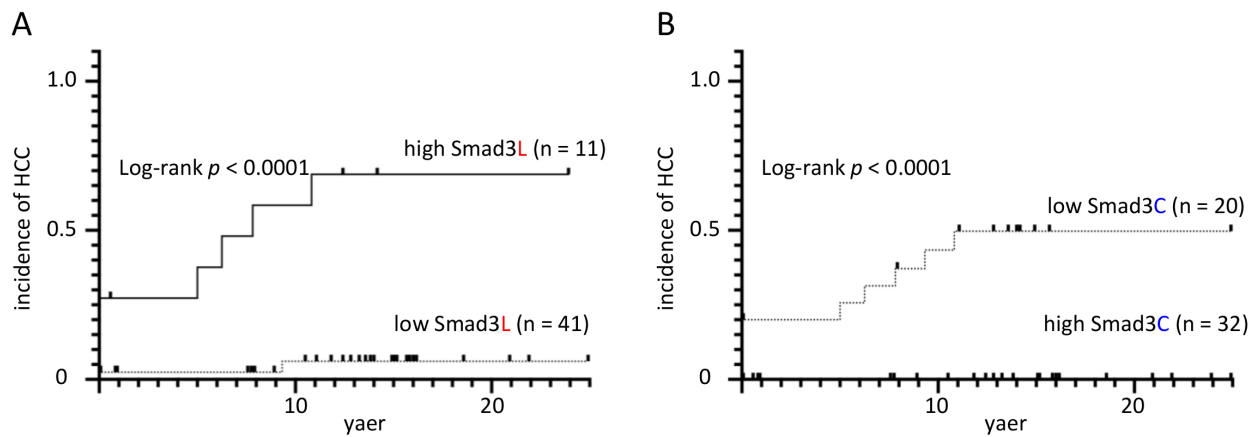 A
1.0
high Smad3L (n = 11)
Log-rank p < 0.0001
incidence of HCC
0.5
low Smad3L (n = 41)
0
10
20
yaer
B
1.0
Log-rank p < 0.0001
incidence of HCC
low Smad3C (n = 20)
0.5
high Smad3C (n = 32)
0
10
20
yaer